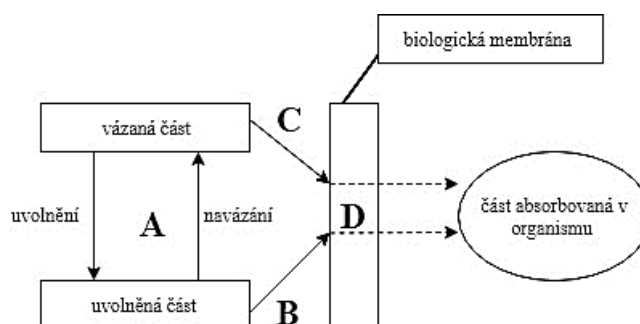 biologická membrána
vázaná část
C
uvolnění
A
navázání
D
část absorbovaná v
organismu
uvolněná část
B